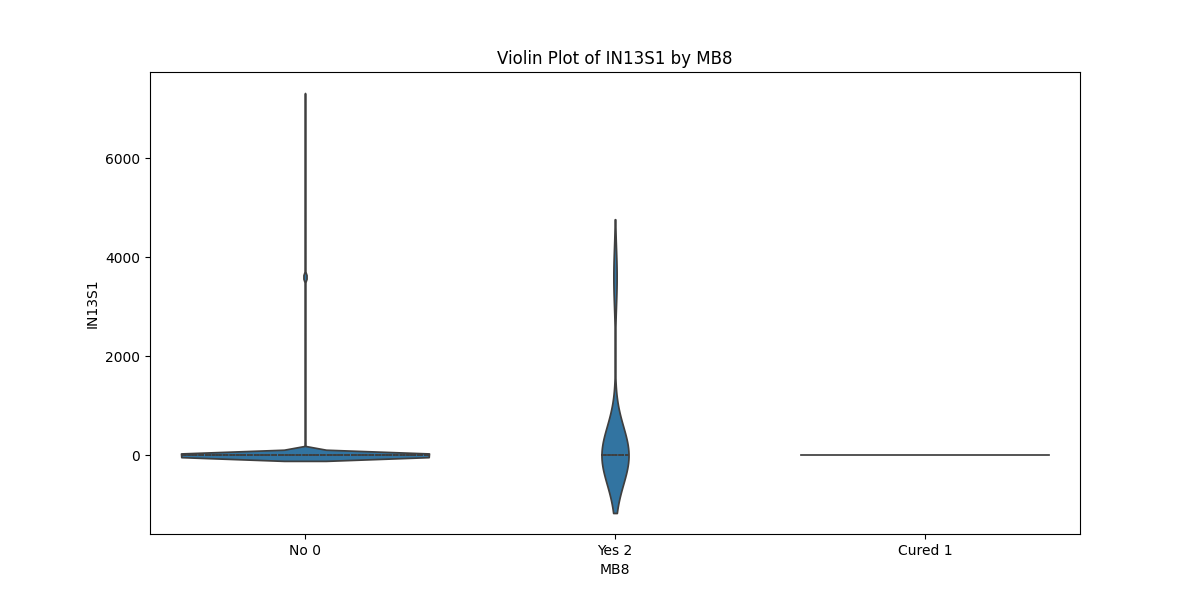 Violin Plot of IN13S1 by MB8
6000
4000
2000
0
IN13S1
No 0
Yes 2
Cured 1
MB8